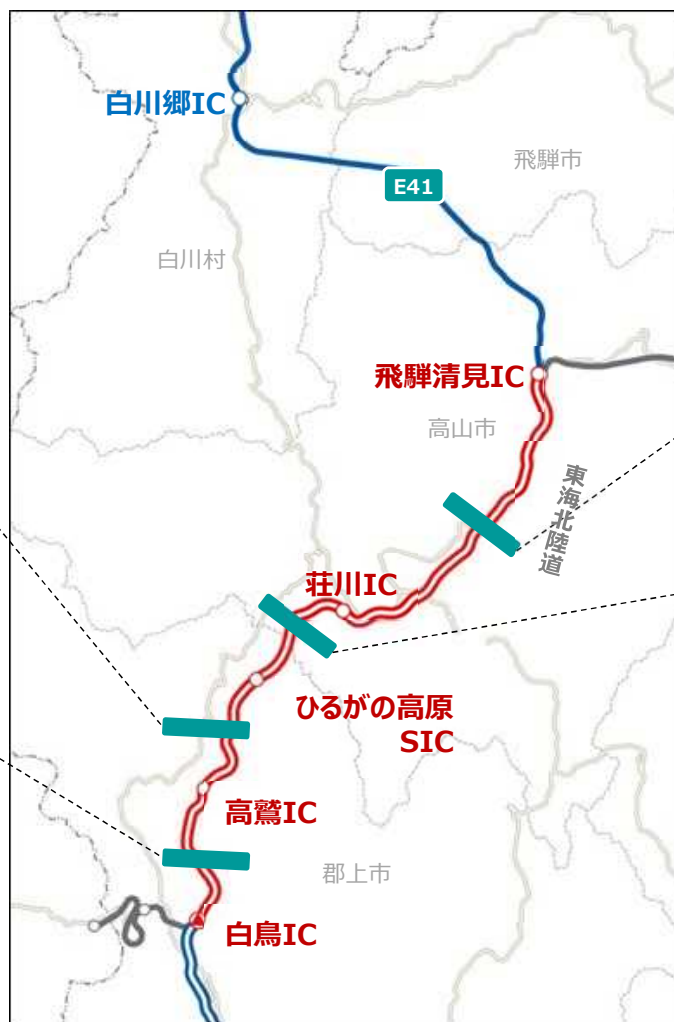 白川郷IC
飛騨市
E41
白川村
飛騨清見IC
高山市
東海北陸道
荘川IC
ひるがの高原
SIC
高鷲IC
郡上市
白鳥IC